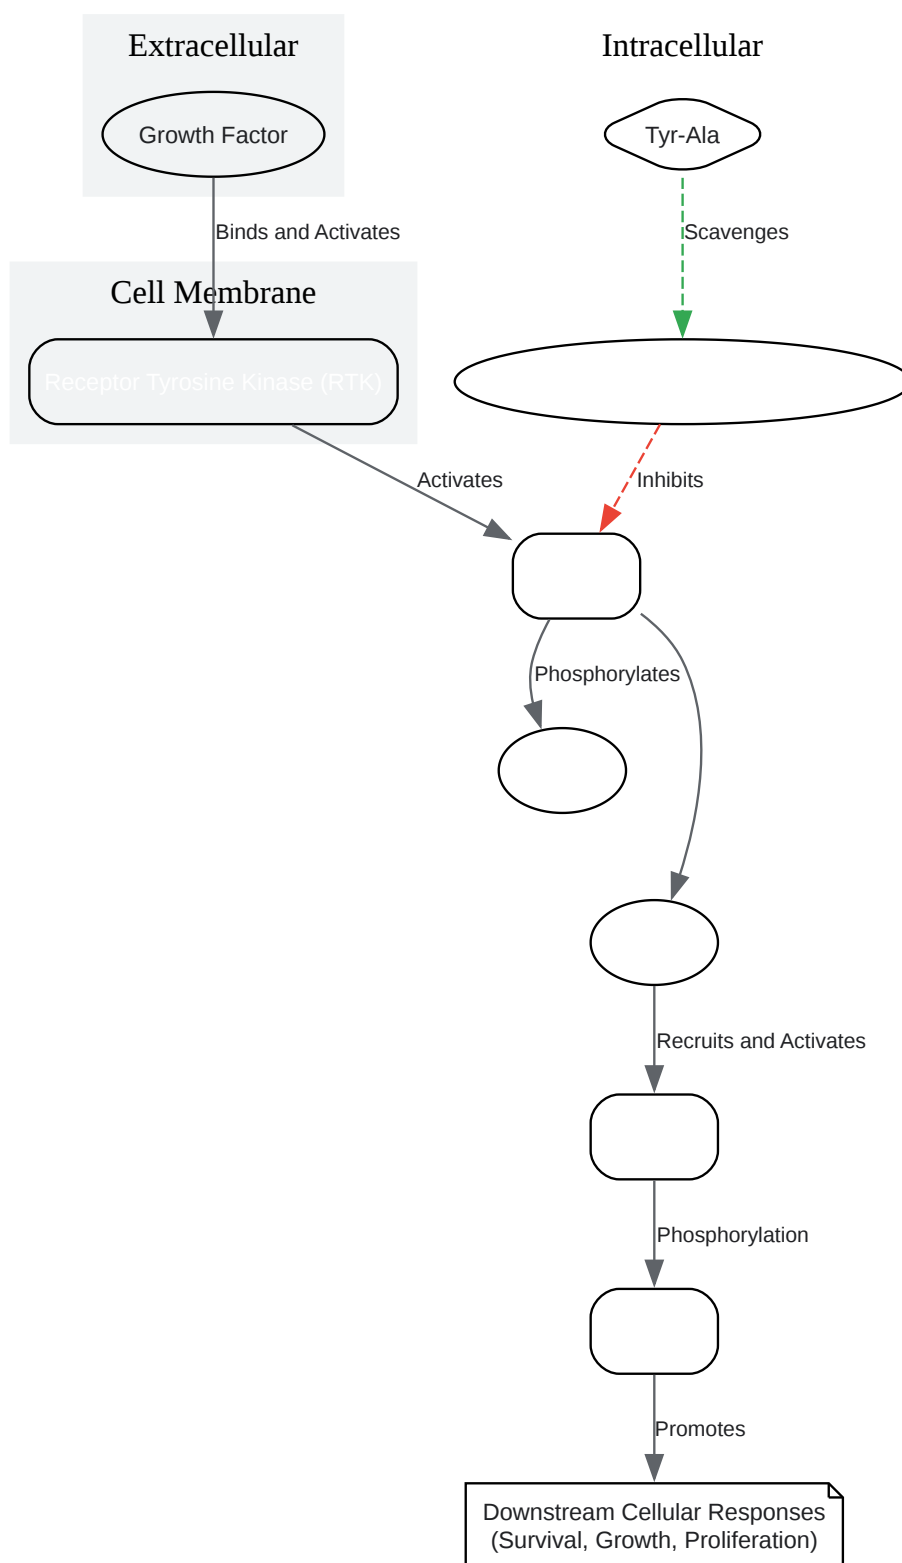 Extracellular
Intracellular
Growth Factor
Tyr-Ala
Binds and Activates
Scavenges
Cell Membrane
Receptor Tyrosine Kinase (RTK)
Activates
Inhibits
Phosphorylates
Recruits and Activates
Phosphorylation
Promotes
Downstream Cellular Responses
(Survival, Growth, Proliferation)